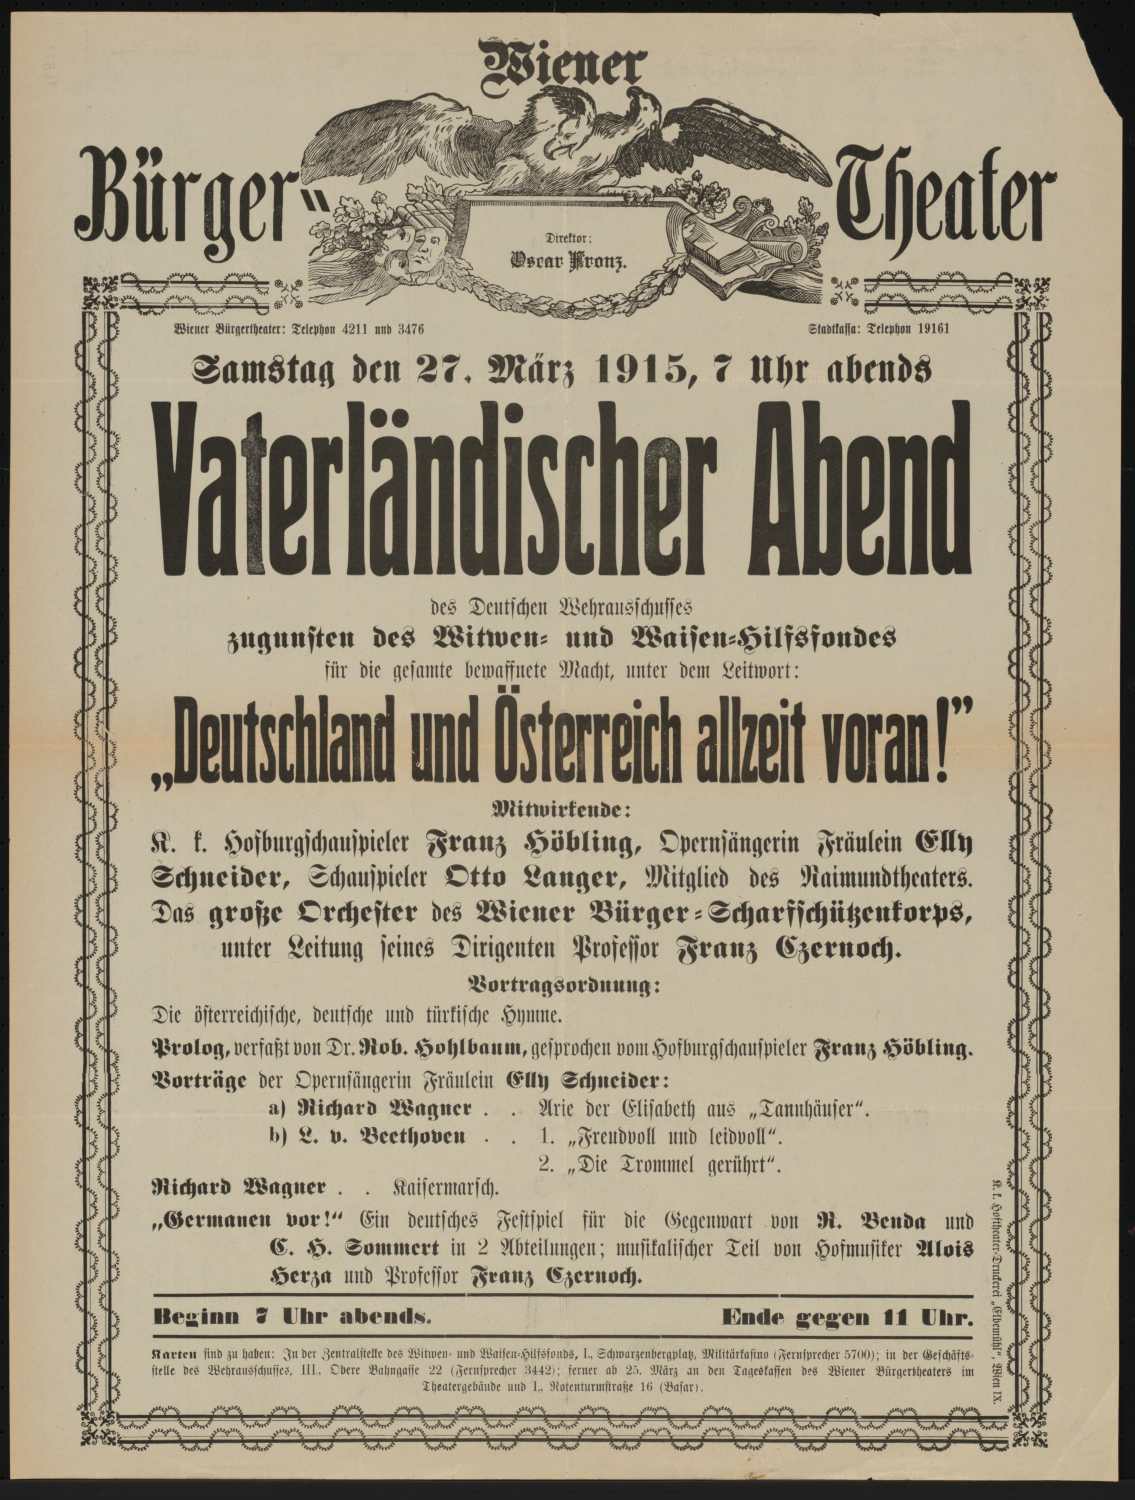 Wiener
Bürger-Theater
Direktor:
Oscar Fronz.
Wiener Bürgertheater: Telephon 4211 und 3476
Stadtkassa: Telephon 19161
Samstag den 27. März 1915, 7 Uhr abends
Vaterländischer Abend
des Deutschen Wehrausschusses
zugunsten des Witwen- und Waisen-Hilfsfondes
für die gesamte bewaffnete Macht, unter dem Leitwort:
„Deutschland und Österreich allzeit voran!”
Mitwirkende:
K. k. Hofburgschauspieler Franz Höbling, Opernsängerin Fräulein Elly
Schneider, Schauspieler Otto Langer, Mitglied des Raimundtheaters.
Das große Orchester des Wiener Bürger-Scharfschützenkorps,
unter Leitung seines Dirigenten Professor Franz Czernoch.
Vortragsordnung:
Die österreichische, deutsche und türkische Hymne.
Prolog, verfaßt von Dr. Rob. Hohlbaum, gesprochen vom Hofburgschauspieler Franz Höbling.
Vorträge der Opernsängerin Fräulein Elly Schneider:
a) Richard Wagner . . Arie der Elisabeth aus „Tannhäuser“.
b) L. v. Beethoven . . 1. „Freudvoll und leidvoll“.
2. „Die Trommel gerührt“.
Richard Wagner . . Kaisermarsch.
„Germanen vor!“ Ein deutsches Festspiel für die Gegenwart von R. Benda und
C. H. Sommert in 2 Abteilungen; musikalischer Teil von Hofmusiker Alois
Herza und Professor Franz Czernoch.
Beginn 7 Uhr abends. Ende gegen 11 Uhr.
Karten sind zu haben: In der Zentralstelle des Witwen- und Waisen-Hilfsfonds, I., Schwarzenbergplatz, Militärkasino (Fernsprecher 5700); in der Geschäfts-
stelle des Wehrausschusses, III., Obere Bahngasse 22 (Fernsprecher 3442); ferner ab 25. März an den Tageskassen des Wiener Bürgertheaters im
Theatergebäude und I., Rotenturmstraße 16 (Basar).
K. k. Hoftheater-Druckerei „Elbemühl“, Wien IX.